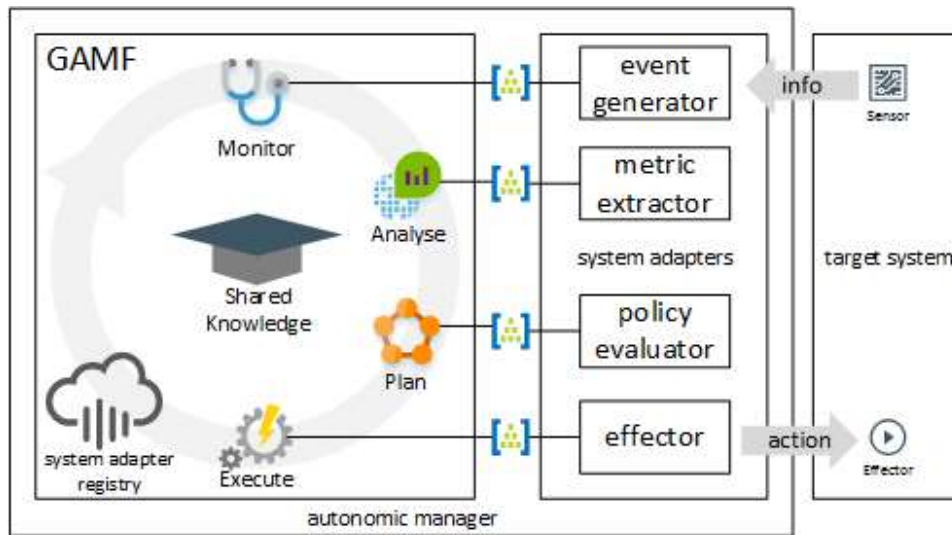 GAMF
Monitor
Analyse
Shared
Knowledge
Plan
system adapter
registry
Execute
autonomic manager
event
generator
metric
extractor
system adapters
policy
evaluator
effector
info
action
Sensor
target system
Effector